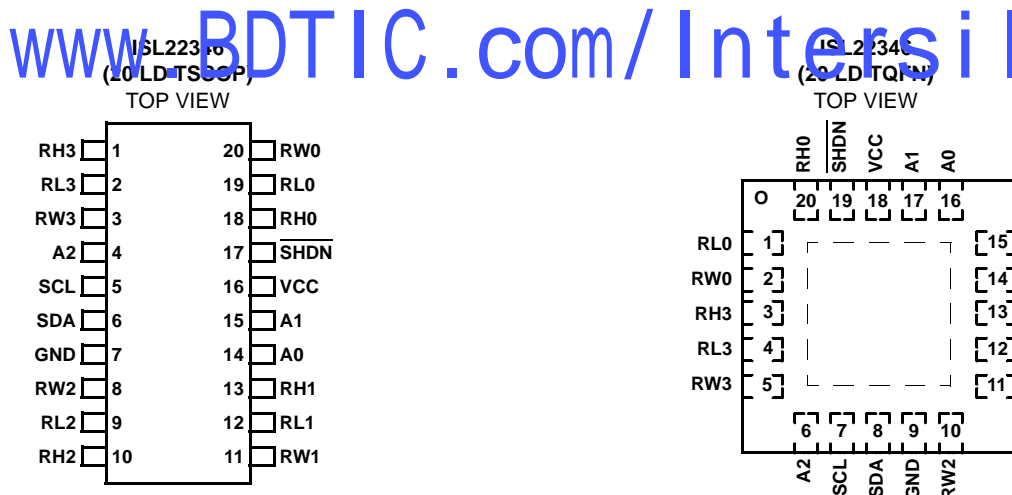 www.BDTIC.com/Intersil
ISL22346
(20 LD TSSOP)
TOP VIEW
RH3 1
RL3 2
RW3 3
A2 4
SCL 5
SDA 6
GND 7
RW2 8
RL2 9
RH2 10
20 RW0
19 RL0
18 RH0
17 SHDN
16 VCC
15 A1
14 A0
13 RH1
12 RL1
11 RW1
ISL22346
(20 LD TQFN)
TOP VIEW
RH0 SHDN VCC A1 A0
O 20 19 18 17 16
RL0 1 15
RW0 2 14
RH3 3 13
RL3 4 12
RW3 5 11
6 7 8 9 10
A2 SCL SDA GND RW2